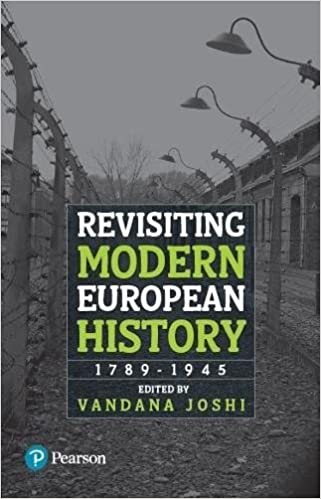 REVISITING
MODERN
EUROPEAN
HISTORY
1789-1945
EDITED BY
VANDANA JOSHI
Pearson